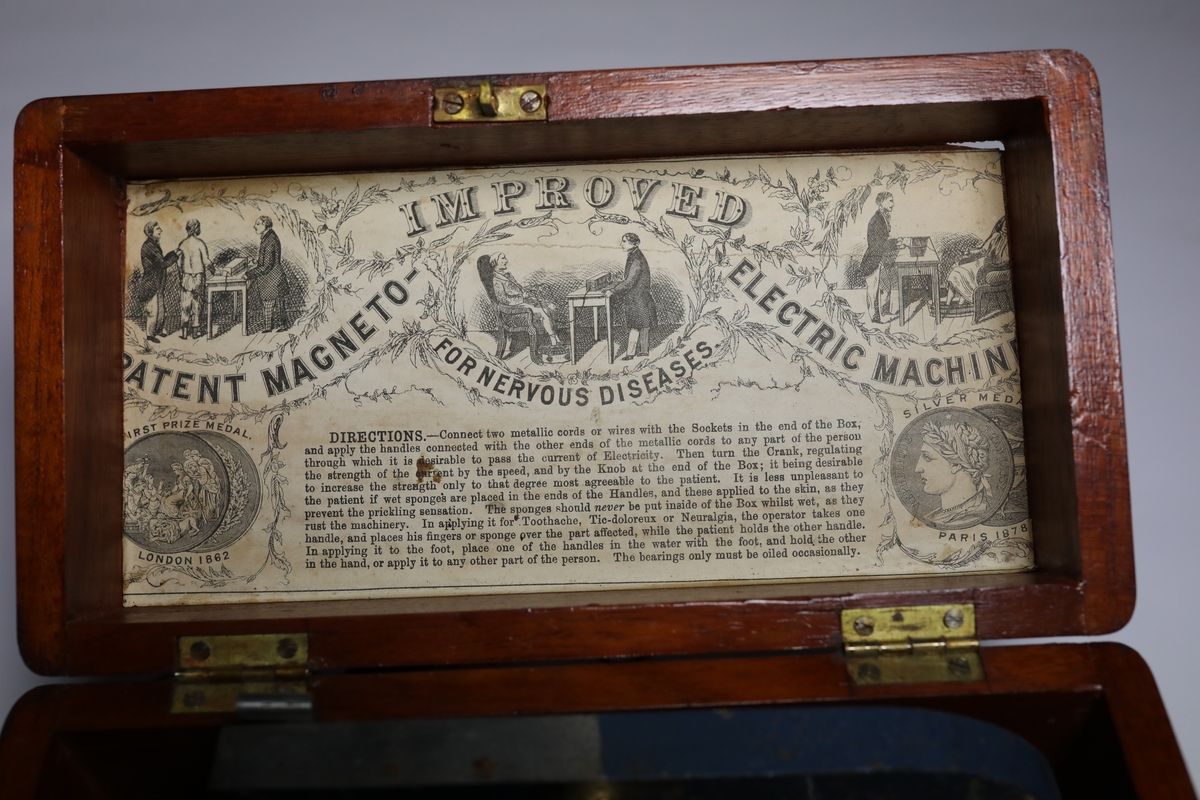 IMPROVED
PATENT MAGNETO-
ELECTRIC MACHIN
FOR NERVOUS DISEASES.
IRST PRIZE MEDAL.
LONDON 1862
SILVER MEDA
PARIS 1878
DIRECTIONS.—Connect two metallic cords or wires with the Sockets in the end of the Box,
and apply the handles connected with the other ends of the metallic cords to any part of the person
through which it is desirable to pass the current of Electricity. Then turn the Crank, regulating
the strength of the current by the speed, and by the Knob at the end of the Box; it being desirable
to increase the strength only to that degree most agreeable to the patient. It is less unpleasant to
the patient if wet sponges are placed in the ends of the Handles, and these applied to the skin, as they
prevent the prickling sensation. The sponges should never be put inside of the Box whilst wet, as they
rust the machinery. In applying it for Toothache, Tic-doloreux or Neuralgia, the operator takes one
handle, and places his fingers or sponge over the part affected, while the patient holds the other handle.
In applying it to the foot, place one of the handles in the water with the foot, and hold the other
in the hand, or apply it to any other part of the person. The bearings only must be oiled occasionally.